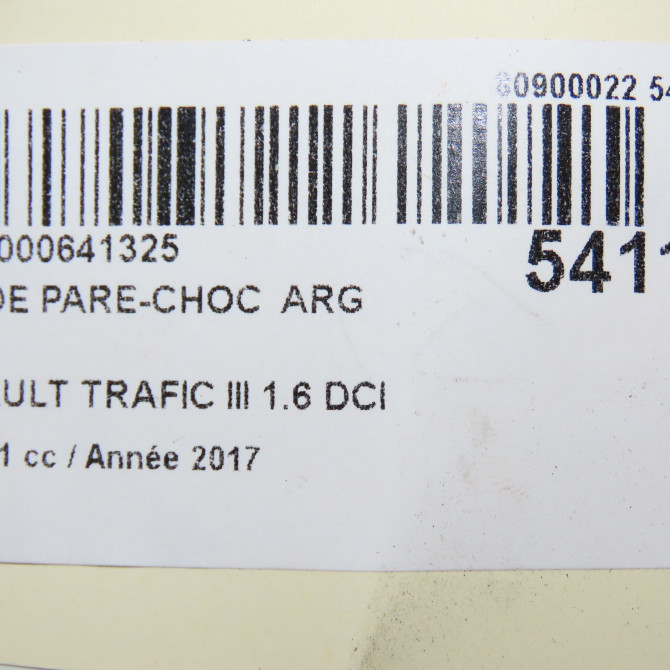 60900022 54
000641325
5411
DE PARE-CHOC ARG
ULT TRAFIC III 1.6 DCI
1 cc / Année 2017